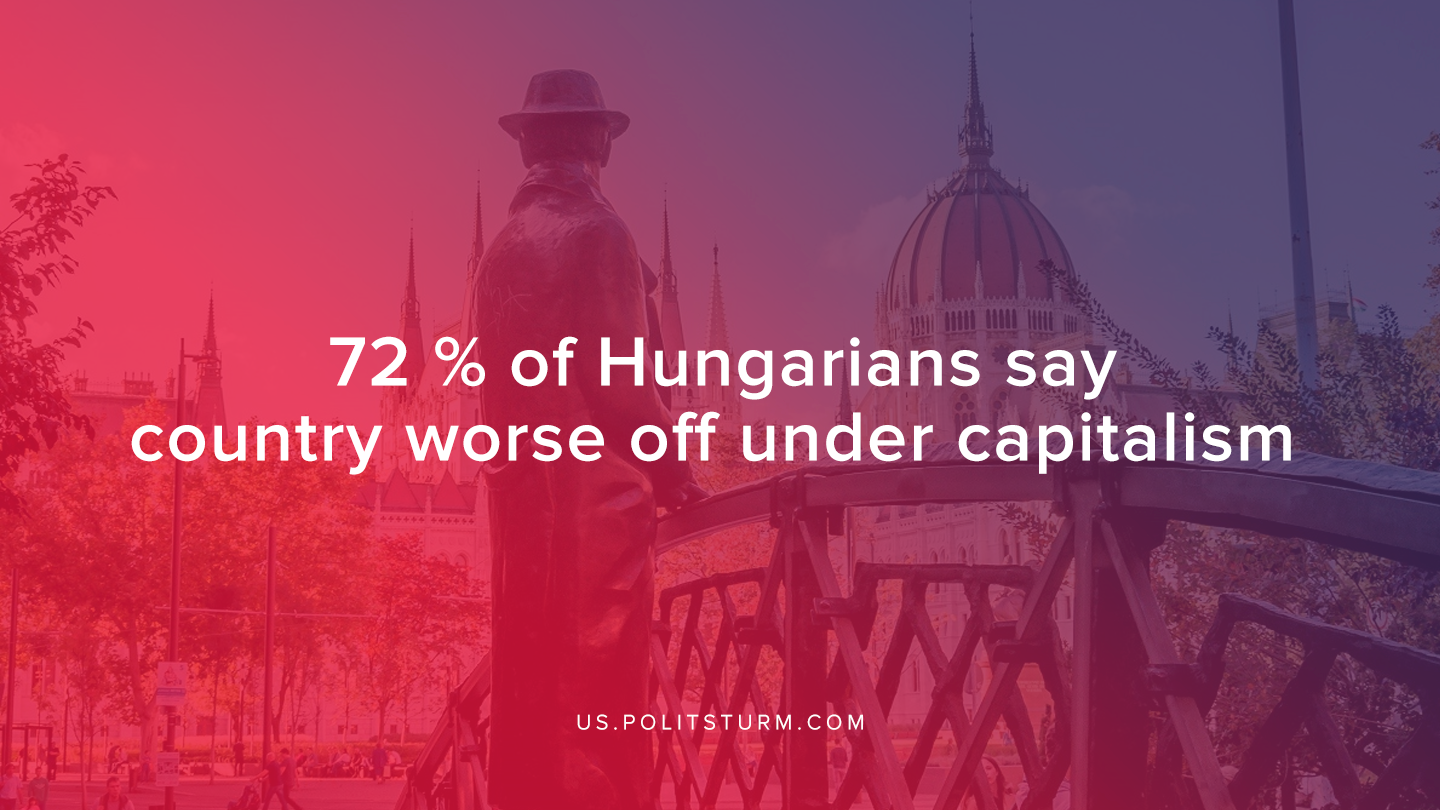 72 % of Hungarians say
country worse off under capitalism
US.POLITSTURM.COM